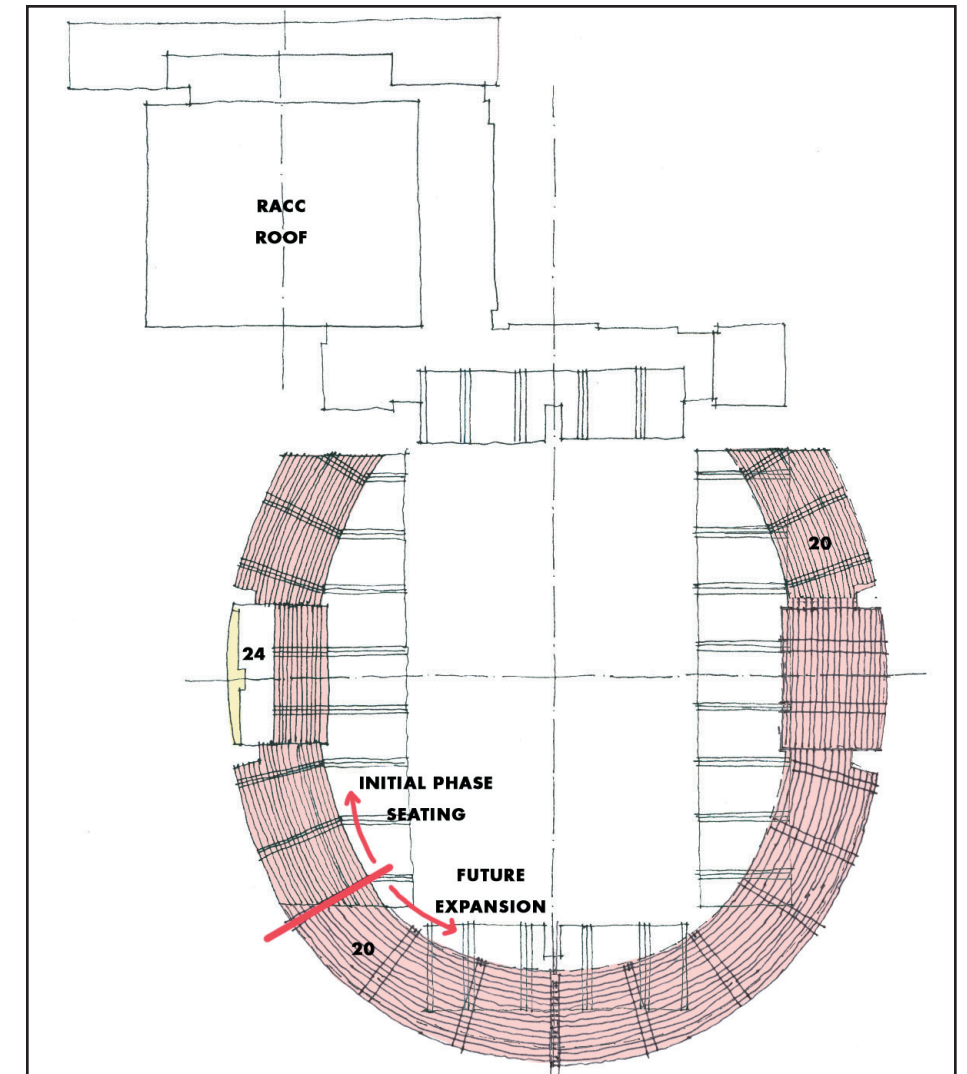 RACC
ROOF
20
24
INITIAL PHASE
SEATING
FUTURE
EXPANSION
20